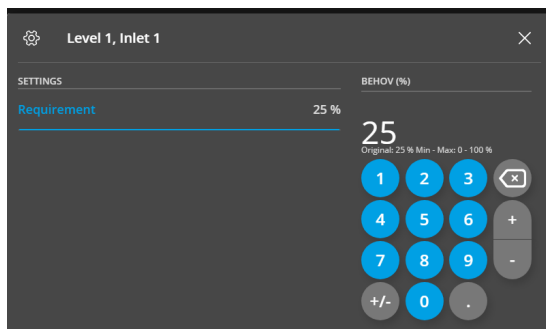 Level 1, Inlet 1
SETTINGS
Requirement 25 %
BEHOV (%)
25
Original: 25 % Min - Max: 0 - 100 %
1 2 3
4 5 6 +
7 8 9 -
+/- 0 .